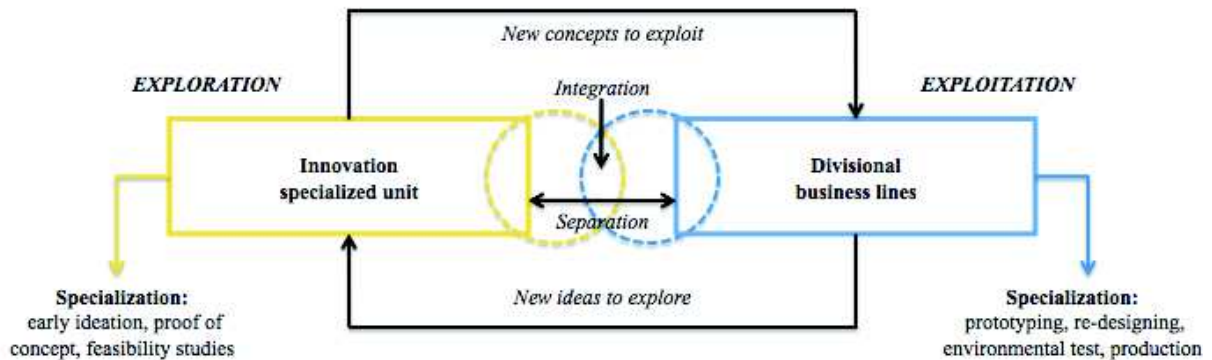 New concepts to exploit
EXPLORATION
Integration
EXPLOITATION
Innovation
specialized unit
Divisional
business lines
Separation
New ideas to explore
Specialization:
early ideation, proof of
concept, feasibility studies
Specialization:
prototyping, re-designing,
environmental test, production